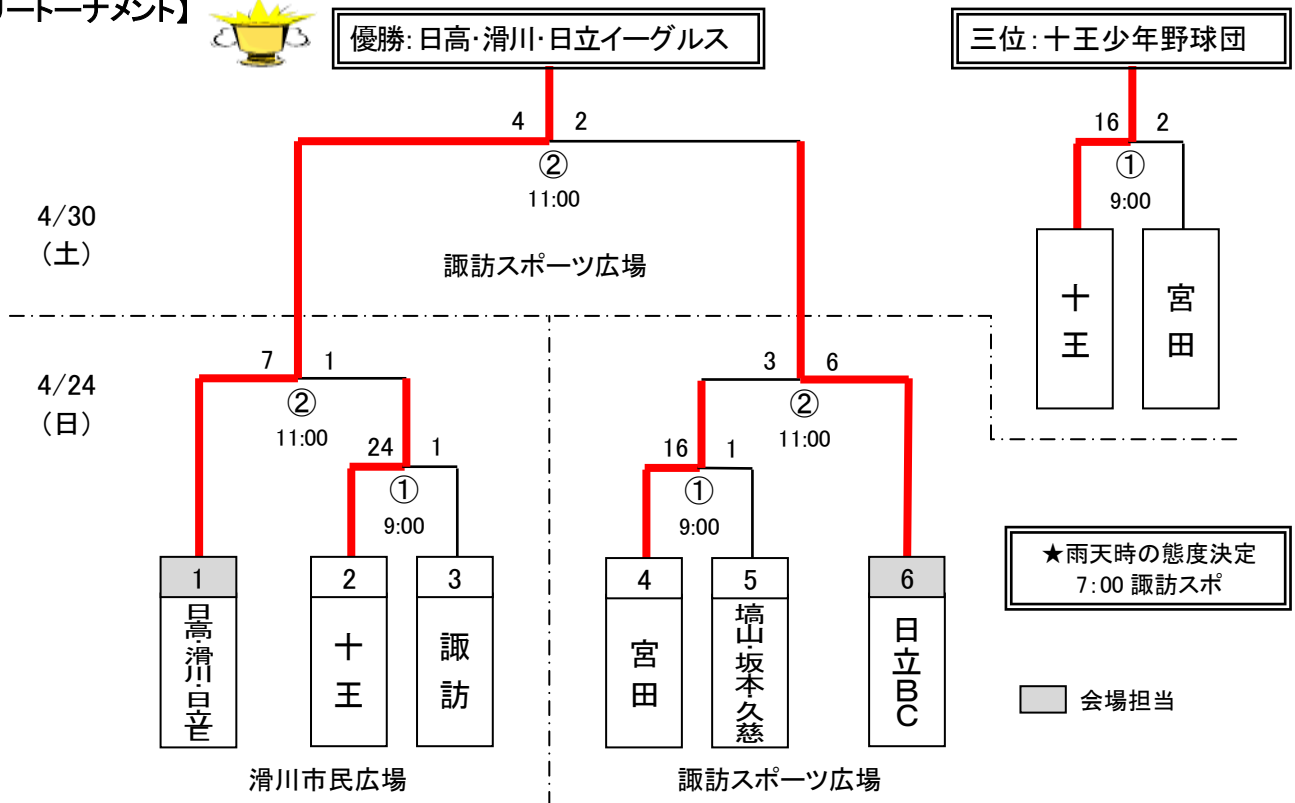 リートーナメント】
優勝：日高・滑川・日立イーグルス
三位：十王少年野球団
4 2
②
11:00
16 2
①
9:00
十王
宮田
4/30
（土）
諏訪スポーツ広場
4/24
（日）
7 1
②
11:00
24 1
①
9:00
3 6
②
11:00
16 1
①
9:00
1
日高・滑川・日立E
2
十王
3
諏訪
4
宮田
5
塙山・坂本・久慈
6
日立BC
滑川市民広場
諏訪スポーツ広場
★雨天時の態度決定
7：00 諏訪スポ
会場担当